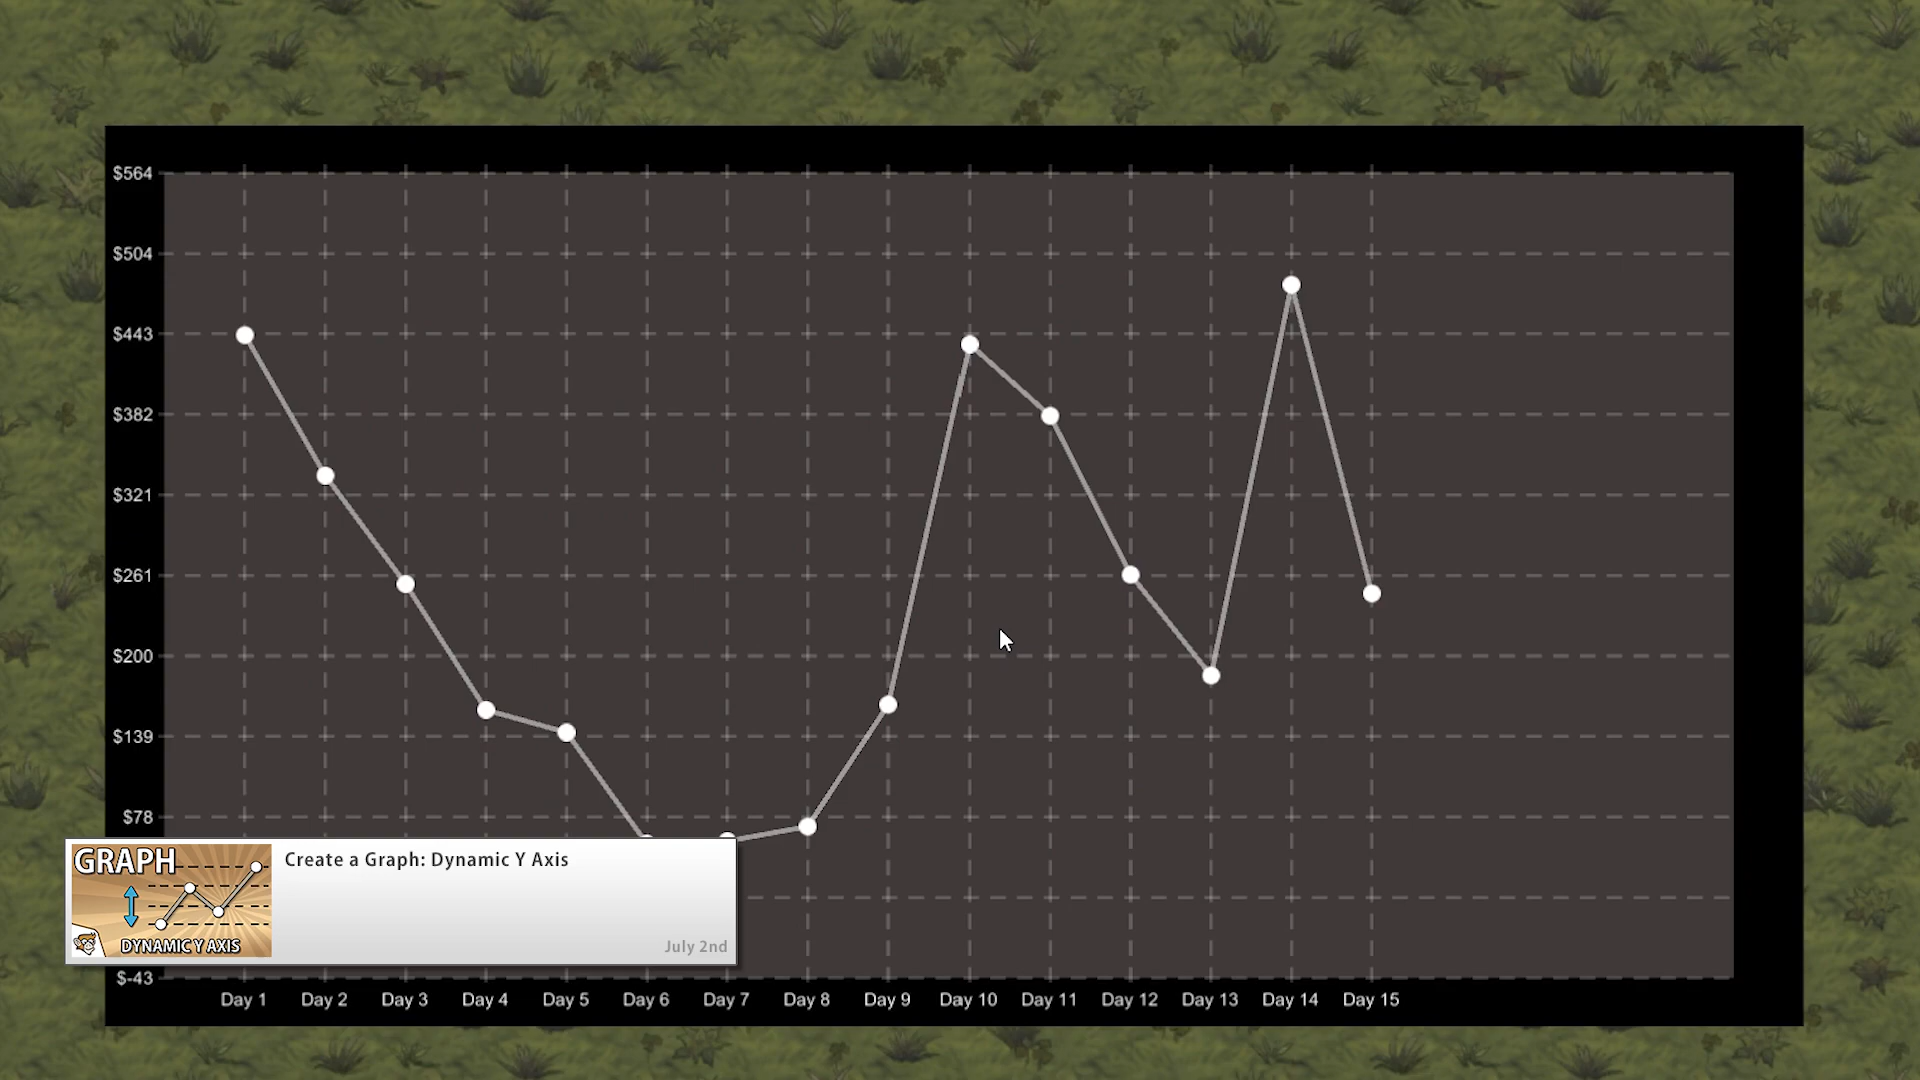 $564
$504
$443
$382
$321
$261
$200
$139
$78
$-43
Day 1 Day 2 Day 3 Day 4 Day 5 Day 6 Day 7 Day 8 Day 9 Day 10 Day 11 Day 12 Day 13 Day 14 Day 15
GRAPH
DYNAMIC Y AXIS
Create a Graph: Dynamic Y Axis
July 2nd